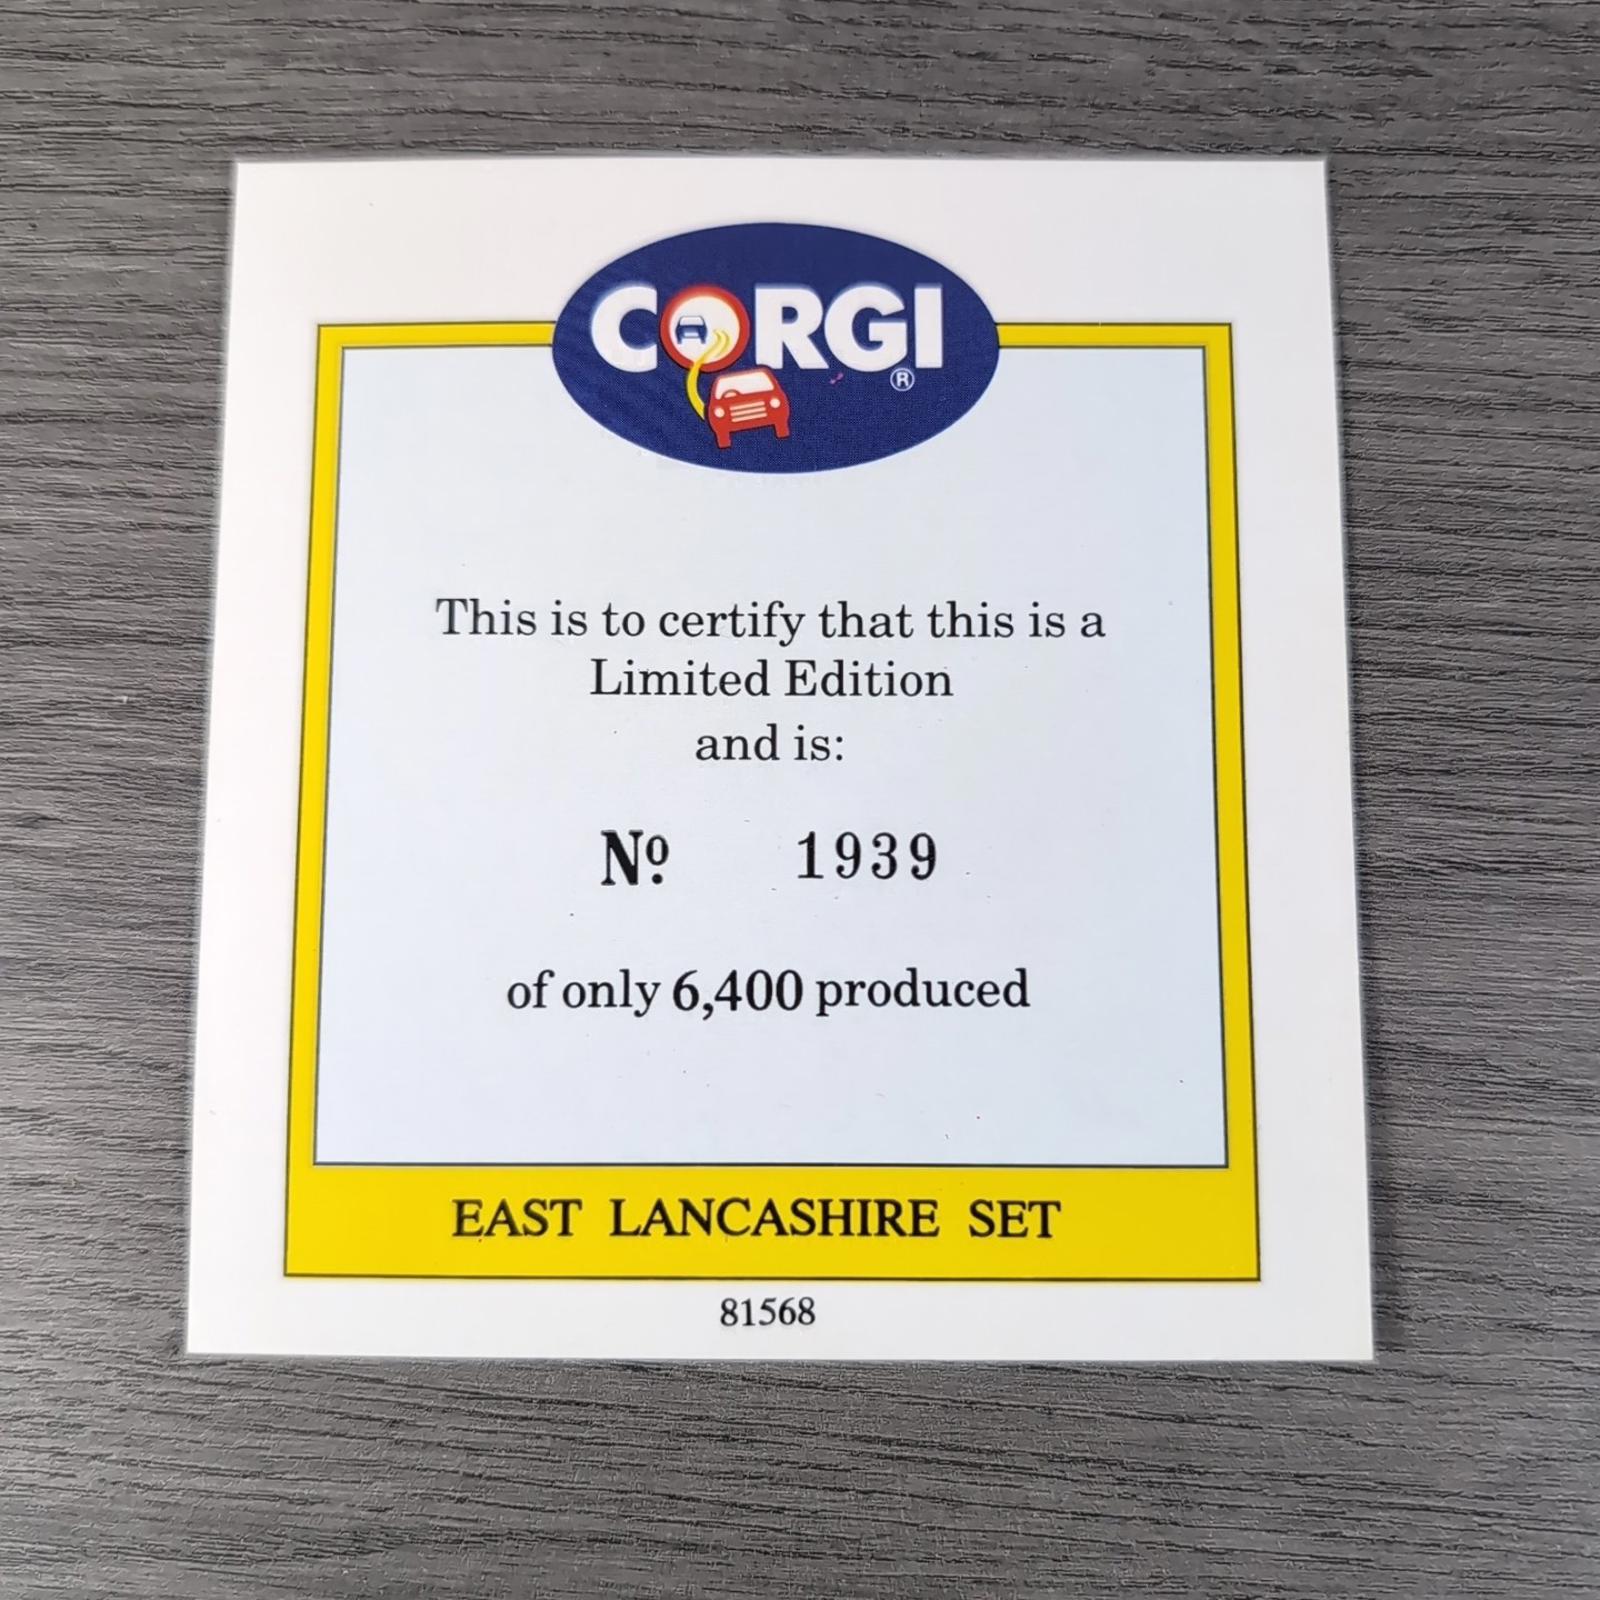 CORGI
®
This is to certify that this is a
Limited Edition
and is:
Nº 1939
of only 6,400 produced
EAST LANCASHIRE SET
81568